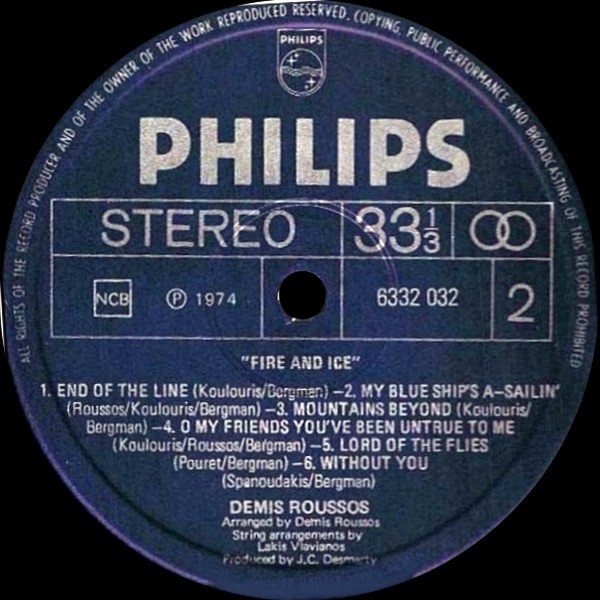 ALL RIGHTS OF THE RECORD PRODUCER AND OF THE OWNER OF THE WORK REPRODUCED RESERVED. COPYING, PUBLIC PERFORMANCE AND BROADCASTING OF THIS RECORD PROHIBITED
PHILIPS
PHILIPS
STEREO 33 1/3
NCB ℗ 1974 6332 032 2
"FIRE AND ICE"
1. END OF THE LINE (Koulouris/Bergman) –2. MY BLUE SHIP'S A–SAILIN'
(Roussos/Koulouris/Bergman) –3. MOUNTAINS BEYOND (Koulouris/
Bergman) –4. O MY FRIENDS YOU'VE BEEN UNTRUE TO ME
(Koulouris/Roussos/Bergman) –5. LORD OF THE FLIES
(Pouret/Bergman) –6. WITHOUT YOU
(Spanoudakis/Bergman)
DEMIS ROUSSOS
Arranged by Demis Roussos
String arrangements by
Lakis Vlavianos
Produced by J.C. Desmarty